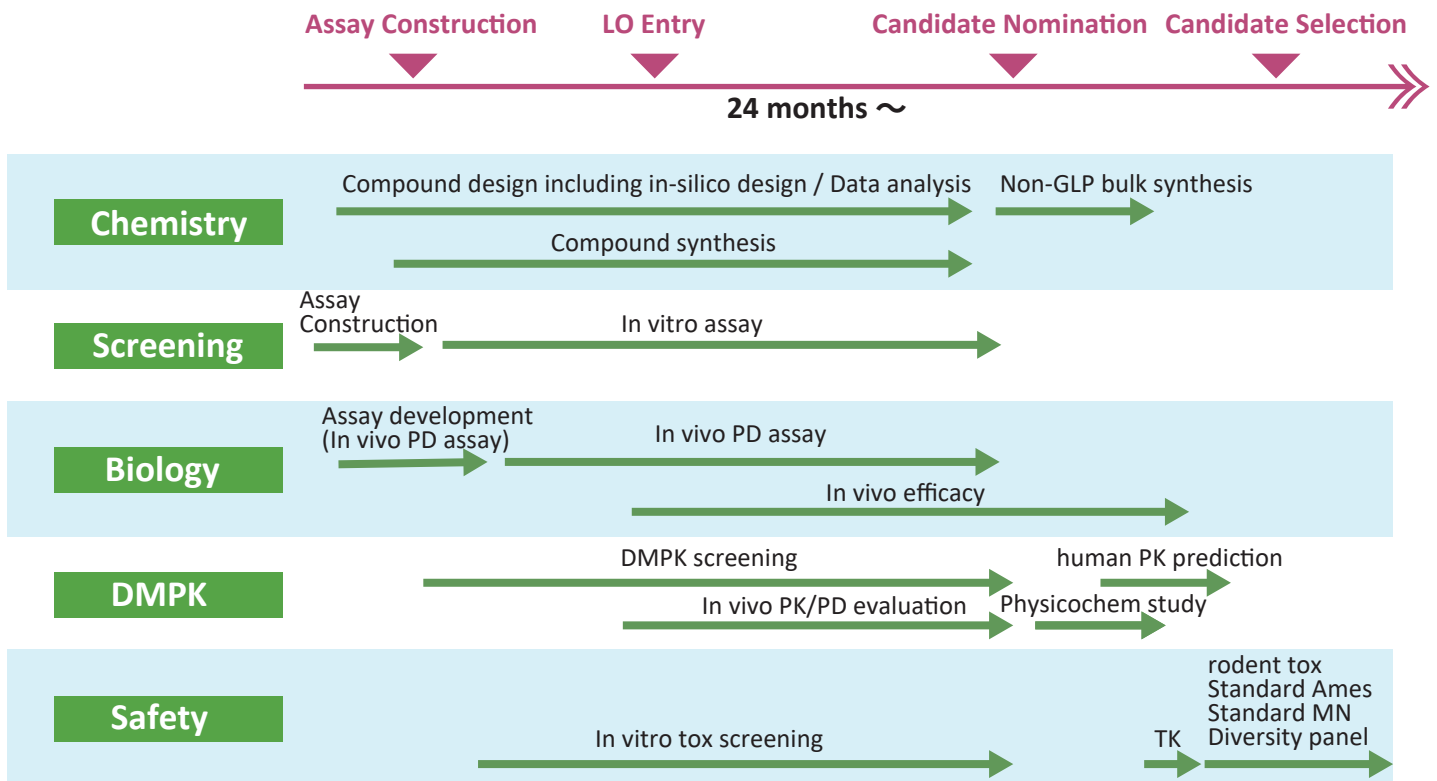 Assay Construction
LO Entry
Candidate Nomination
Candidate Selection
24 months ～
Chemistry
Compound design including in-silico design / Data analysis
Non-GLP bulk synthesis
Compound synthesis
Screening
Assay
Construction
In vitro assay
Biology
Assay development
(In vivo PD assay)
In vivo PD assay
In vivo efficacy
DMPK
DMPK screening
human PK prediction
In vivo PK/PD evaluation
Physicochem study
Safety
In vitro tox screening
TK
rodent tox
Standard Ames
Standard MN
Diversity panel